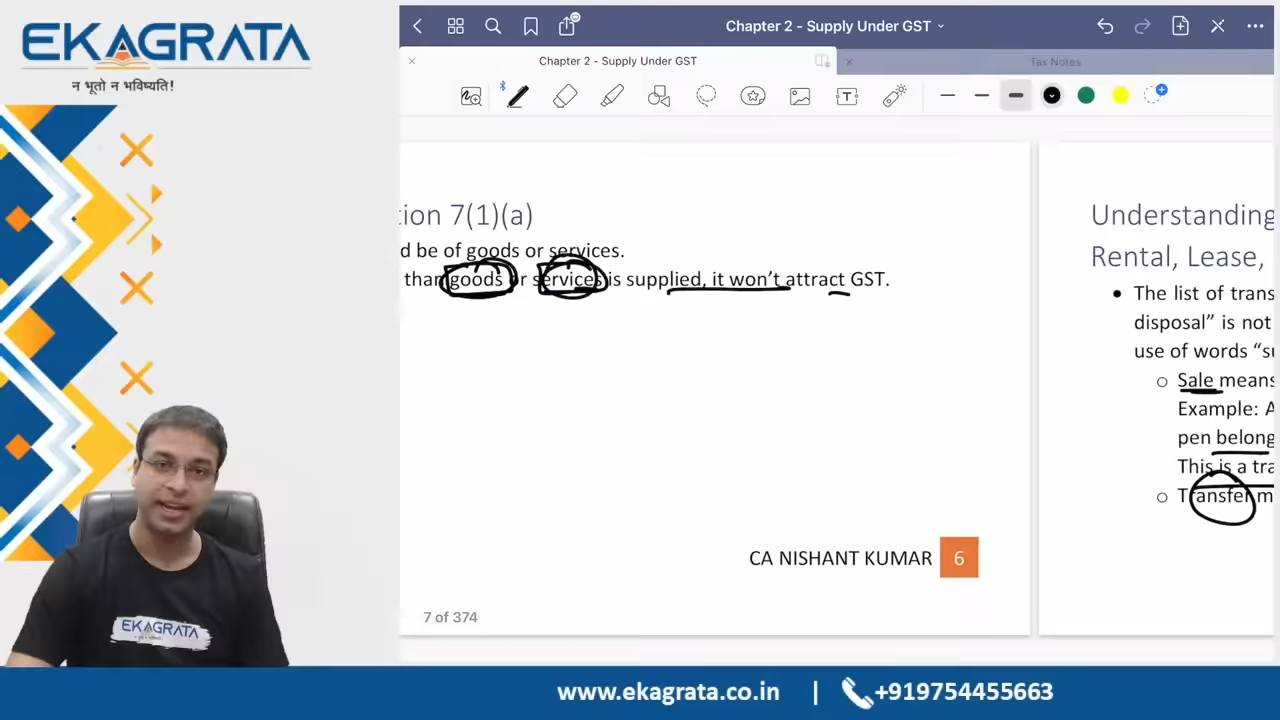 EKAGRATA
न भूतो न भविष्यति!
Chapter 2 - Supply Under GST
Chapter 2 - Supply Under GST
Tax Notes
tion 7(1)(a)
d be of goods or services.
than goods or services is supplied, it won't attract GST.
CA NISHANT KUMAR 6
7 of 374
Understanding
Rental, Lease,
• The list of trans
disposal" is not
use of words "su
o Sale means
Example: A
pen belong
This is a tra
o Transfer m
EKAGRATA
www.ekagrata.co.in | +919754455663